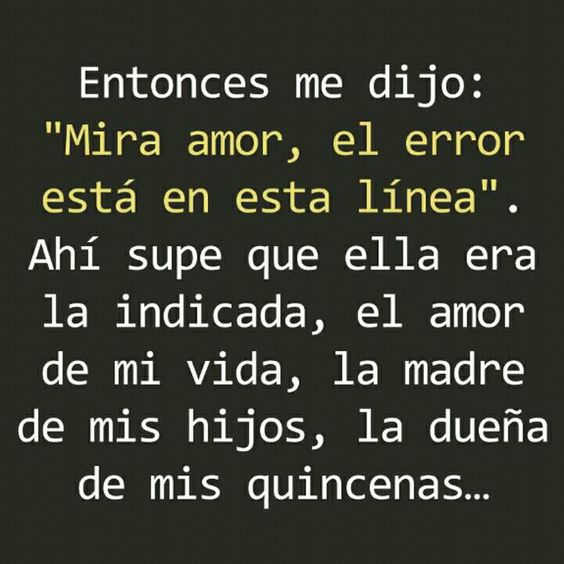 Entonces me dijo:
"Mira amor, el error
está en esta línea".
Ahí supe que ella era
la indicada, el amor
de mi vida, la madre
de mis hijos, la dueña
de mis quincenas…